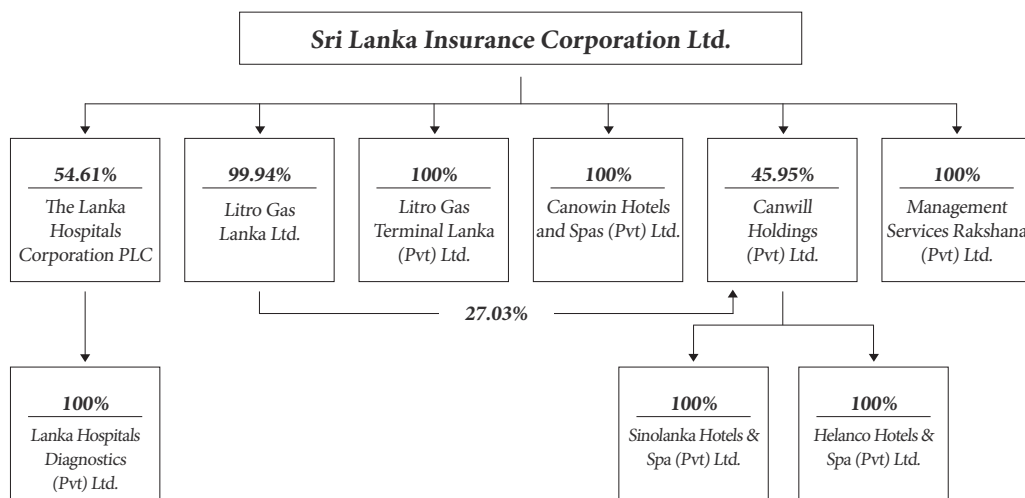 Sri Lanka Insurance Corporation Ltd.
54.61%
The Lanka
Hospitals
Corporation PLC
99.94%
Litro Gas
Lanka Ltd.
100%
Litro Gas
Terminal Lanka
(Pvt) Ltd.
100%
Canowin Hotels
and Spas (Pvt) Ltd.
45.95%
Canwill
Holdings
(Pvt) Ltd.
100%
Management
Services Rakshana
(Pvt) Ltd.
27.03%
100%
Lanka Hospitals
Diagnostics
(Pvt) Ltd.
100%
Sinolanka Hotels &
Spa (Pvt) Ltd.
100%
Helanco Hotels &
Spa (Pvt) Ltd.